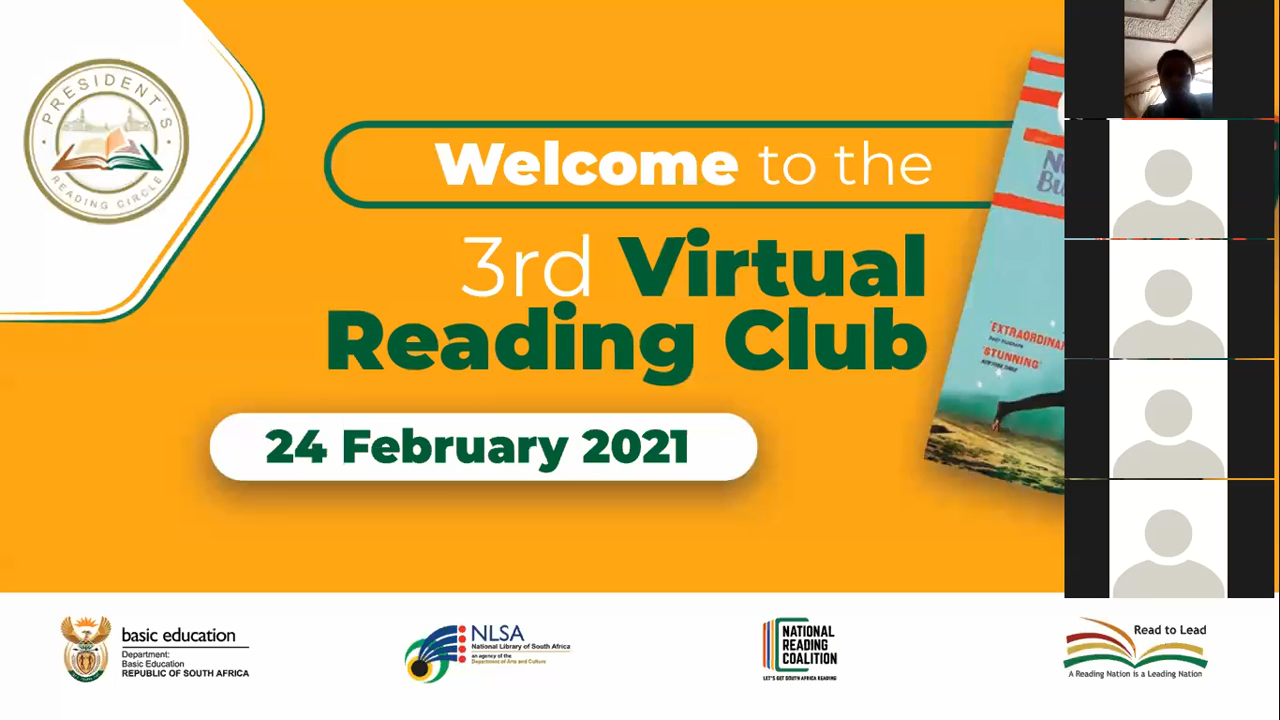 PRESIDENT'S
READING CIRCLE
Welcome to the
3rd Virtual
Reading Club
24 February 2021
'EXTRAORDINA
'STUNNING'
basic education
Department:
Basic Education
REPUBLIC OF SOUTH AFRICA
NLSA
National Library of South Africa
an agency of the
Department of Arts and Culture
NATIONAL
READING
COALITION
LET'S GET SOUTH AFRICA READING
Read to Lead
A Reading Nation is a Leading Nation